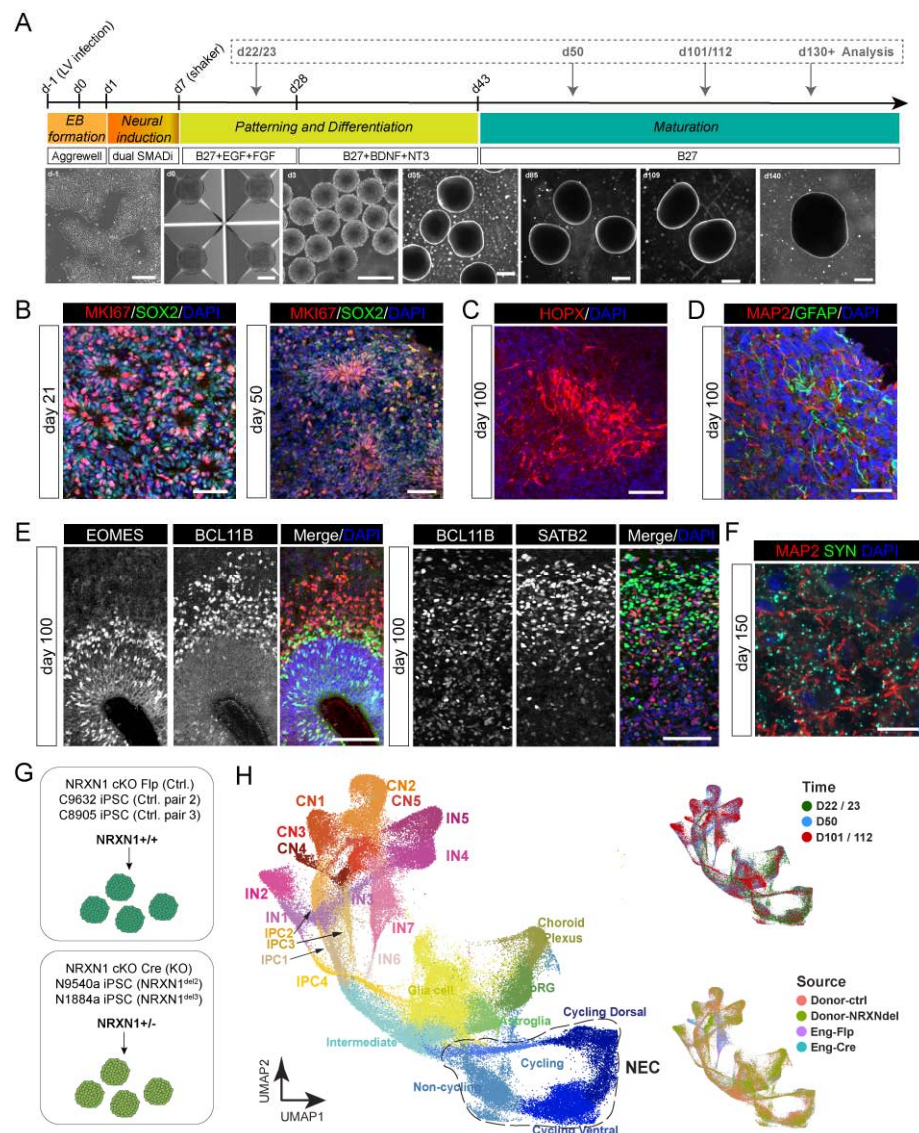 A
d-1 (LV infection)
d0
d1
d7 (shaker)
d22/23
d28
d43
d50
d101/112
d130+ Analysis
EB formation
Neural induction
Patterning and Differentiation
Maturation
Aggrewell
dual SMADi
B27+EGF+FGF
B27+BDNF+NT3
B27
d-1
d0
d3
d35
d85
d109
d140
B
MKI67/SOX2/DAPI
MKI67/SOX2/DAPI
day 21
day 50
C
HOPX/DAPI
day 100
D
MAP2/GFAP/DAPI
day 100
E
EOMES
BCL11B
Merge/DAPI
day 100
BCL11B
SATB2
Merge/DAPI
day 100
F
MAP2 SYN DAPI
day 150
G
NRXN1 cKO Flp (Ctrl.)
C9632 iPSC (Ctrl. pair 2)
C8905 iPSC (Ctrl. pair 3)
NRXN1+/+
NRXN1 cKO Cre (KO)
N9540a iPSC (NRXN1del2)
N1884a iPSC (NRXN1del3)
NRXN1+/-
H
CN2
CN1
CN5
CN3
CN4
IN5
IN4
IN2
IN1
IN3
IPC2
IPC3
IPC1
IN7
IN6
IPC4
Choroid
Plexus
Glia cell
oRG
Astroglia
Intermediate
Cycling Dorsal
Cycling
NEC
Non-cycling
Cycling Ventral
UMAP2
UMAP1
Time
D22 / 23
D50
D101 / 112
Source
Donor-ctrl
Donor-NRXNdel
Eng-Flp
Eng-Cre